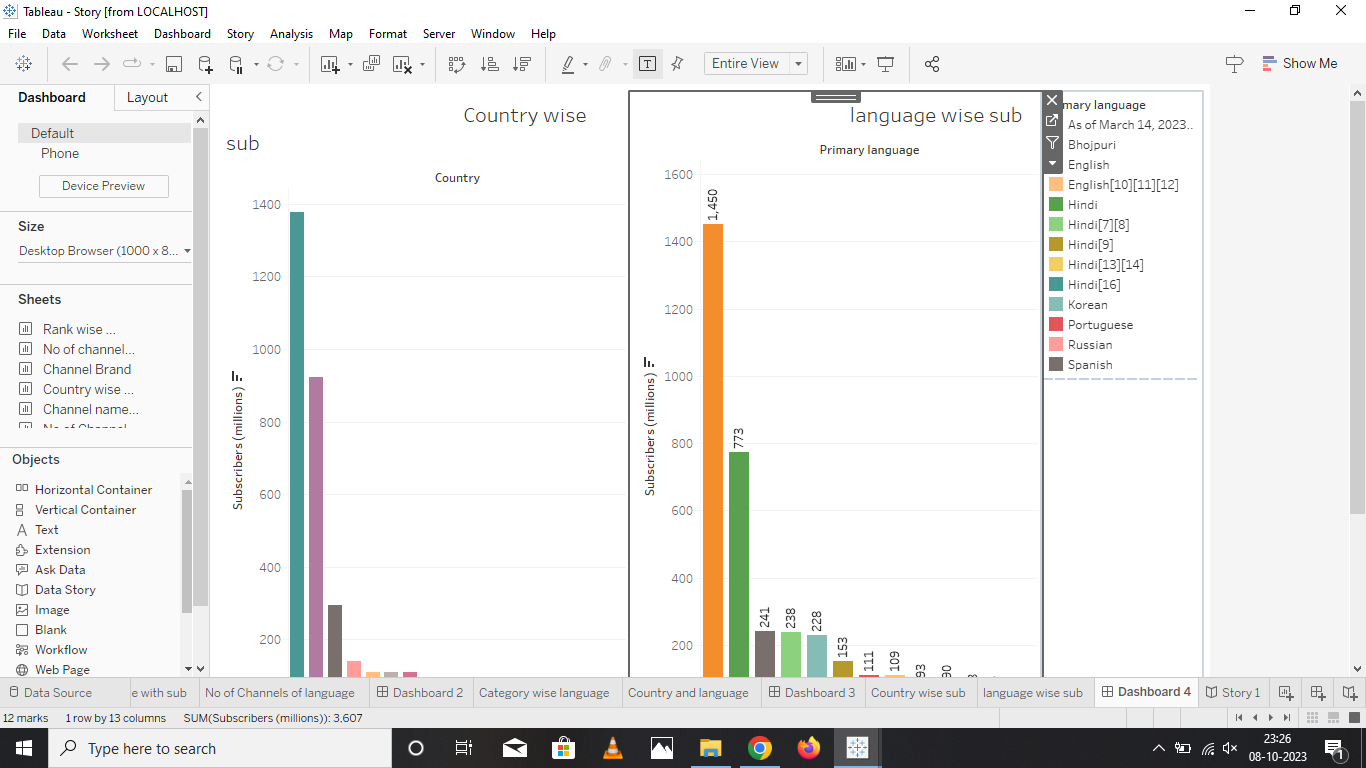 Tableau - Story [from LOCALHOST]
File Data Worksheet Dashboard Story Analysis Map Format Server Window Help
Entire View
Show Me
Dashboard
Layout
Default
Phone
Device Preview
Size
Desktop Browser (1000 x 8...
Sheets
Rank wise ...
No of channel...
Channel Brand
Country wise ...
Channel name...
No of Channel
Objects
Horizontal Container
Vertical Container
Text
Extension
Ask Data
Data Story
Image
Blank
Workflow
Web Page
Country wise
sub
Country
Subscribers (millions)
1400
1200
1000
800
600
400
200
language wise sub
Primary language
Subscribers (millions)
1600
1400
1200
1000
800
600
400
200
1,450
773
241
238
228
153
111
109
93
90
mary language
As of March 14, 2023..
Bhojpuri
English
English[10][11][12]
Hindi
Hindi[7][8]
Hindi[9]
Hindi[13][14]
Hindi[16]
Korean
Portuguese
Russian
Spanish
Data Source
e with sub
No of Channels of language
Dashboard 2
Category wise language
Country and language
Dashboard 3
Country wise sub
language wise sub
Dashboard 4
Story 1
12 marks 1 row by 13 columns SUM(Subscribers (millions)): 3,607
Type here to search
23:26
08-10-2023
1